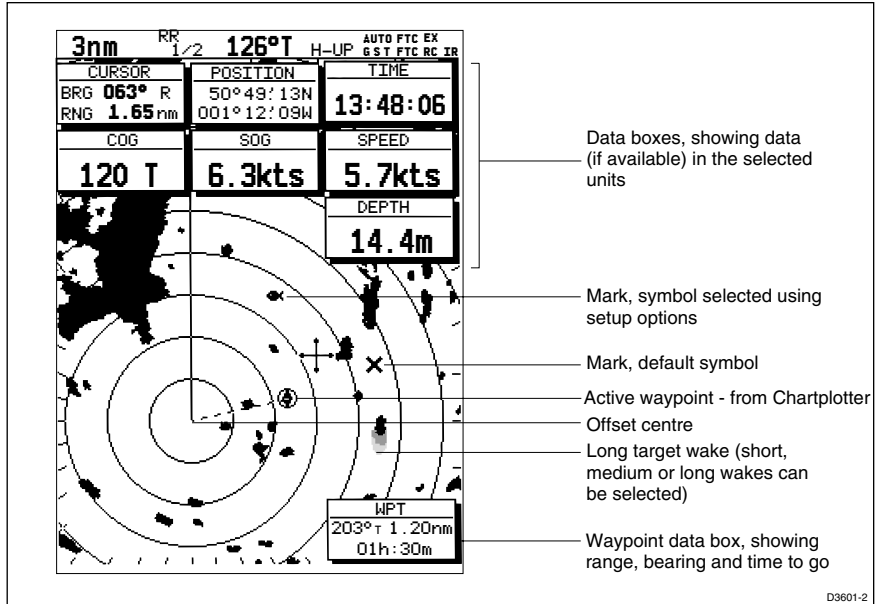 3nm RR 1/2 126°T H-UP AUTO FTC EX
G S T FTC RC IR
CURSOR
BRG 063° R
RNG 1.65nm
POSITION
50°49!13N
001°12!09W
TIME
13:48:06
COG
120 T
SOG
6.3kts
SPEED
5.7kts
DEPTH
14.4m
WPT
203°T 1.20nm
01h:30m
Data boxes, showing data
(if available) in the selected
units
Mark, symbol selected using
setup options
Mark, default symbol
Active waypoint - from Chartplotter
Offset centre
Long target wake (short,
medium or long wakes can
be selected)
Waypoint data box, showing
range, bearing and time to go
D3601-2